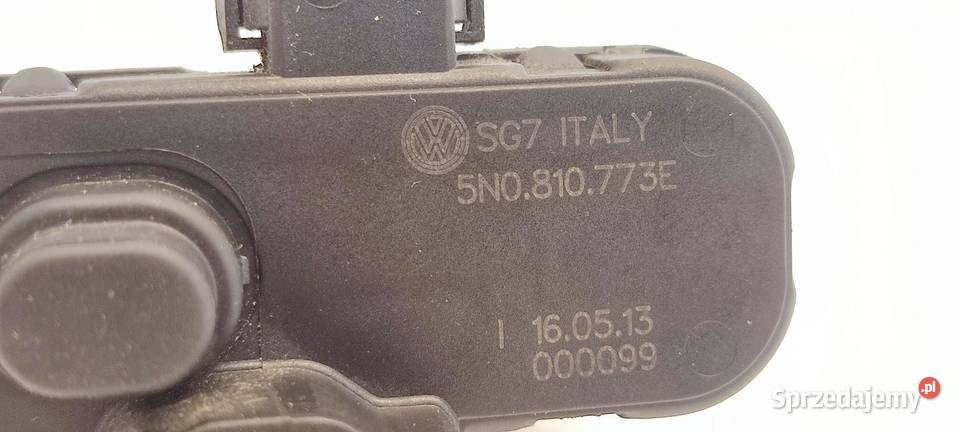 SG7 ITALY
5N0.810.773E
I 16.05.13
000099
Sprzedajemy .pl